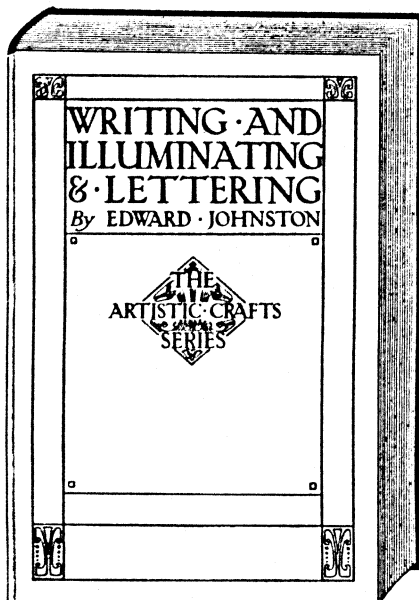 WRITING · AND
ILLUMINATING
& · LETTERING
By EDWARD · JOHNSTON
THE
ARTISTIC · CRAFTS
SERIES